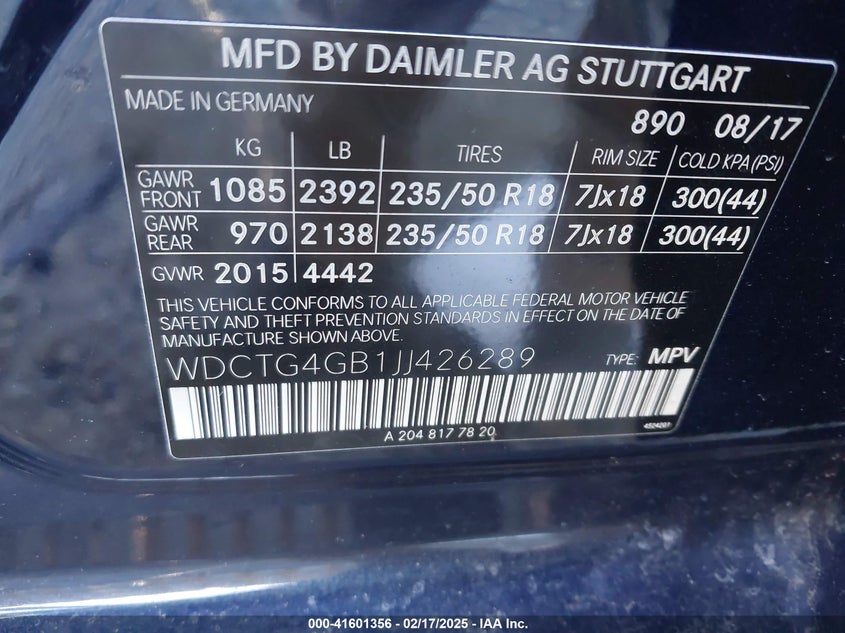 MFD BY DAIMLER AG STUTTGART
MADE IN GERMANY
890 08/17
KG LB TIRES RIM SIZE COLD KPA(PSI)
GAWR FRONT 1085 2392 235/50 R18 7Jx18 300(44)
GAWR REAR 970 2138 235/50 R18 7Jx18 300(44)
GVWR 2015 4442
THIS VEHICLE CONFORMS TO ALL APPLICABLE FEDERAL MOTOR VEHICLE
SAFETY AND THEFT PREVENTION STANDARDS IN EFFECT ON THE DATE OF
MANUFACTURE SHOWN ABOVE.
WDCTG4GB1JJ426289 TYPE: MPV
A 204 817 78 20
000-41601356 - 02/17/2025 - IAA Inc.